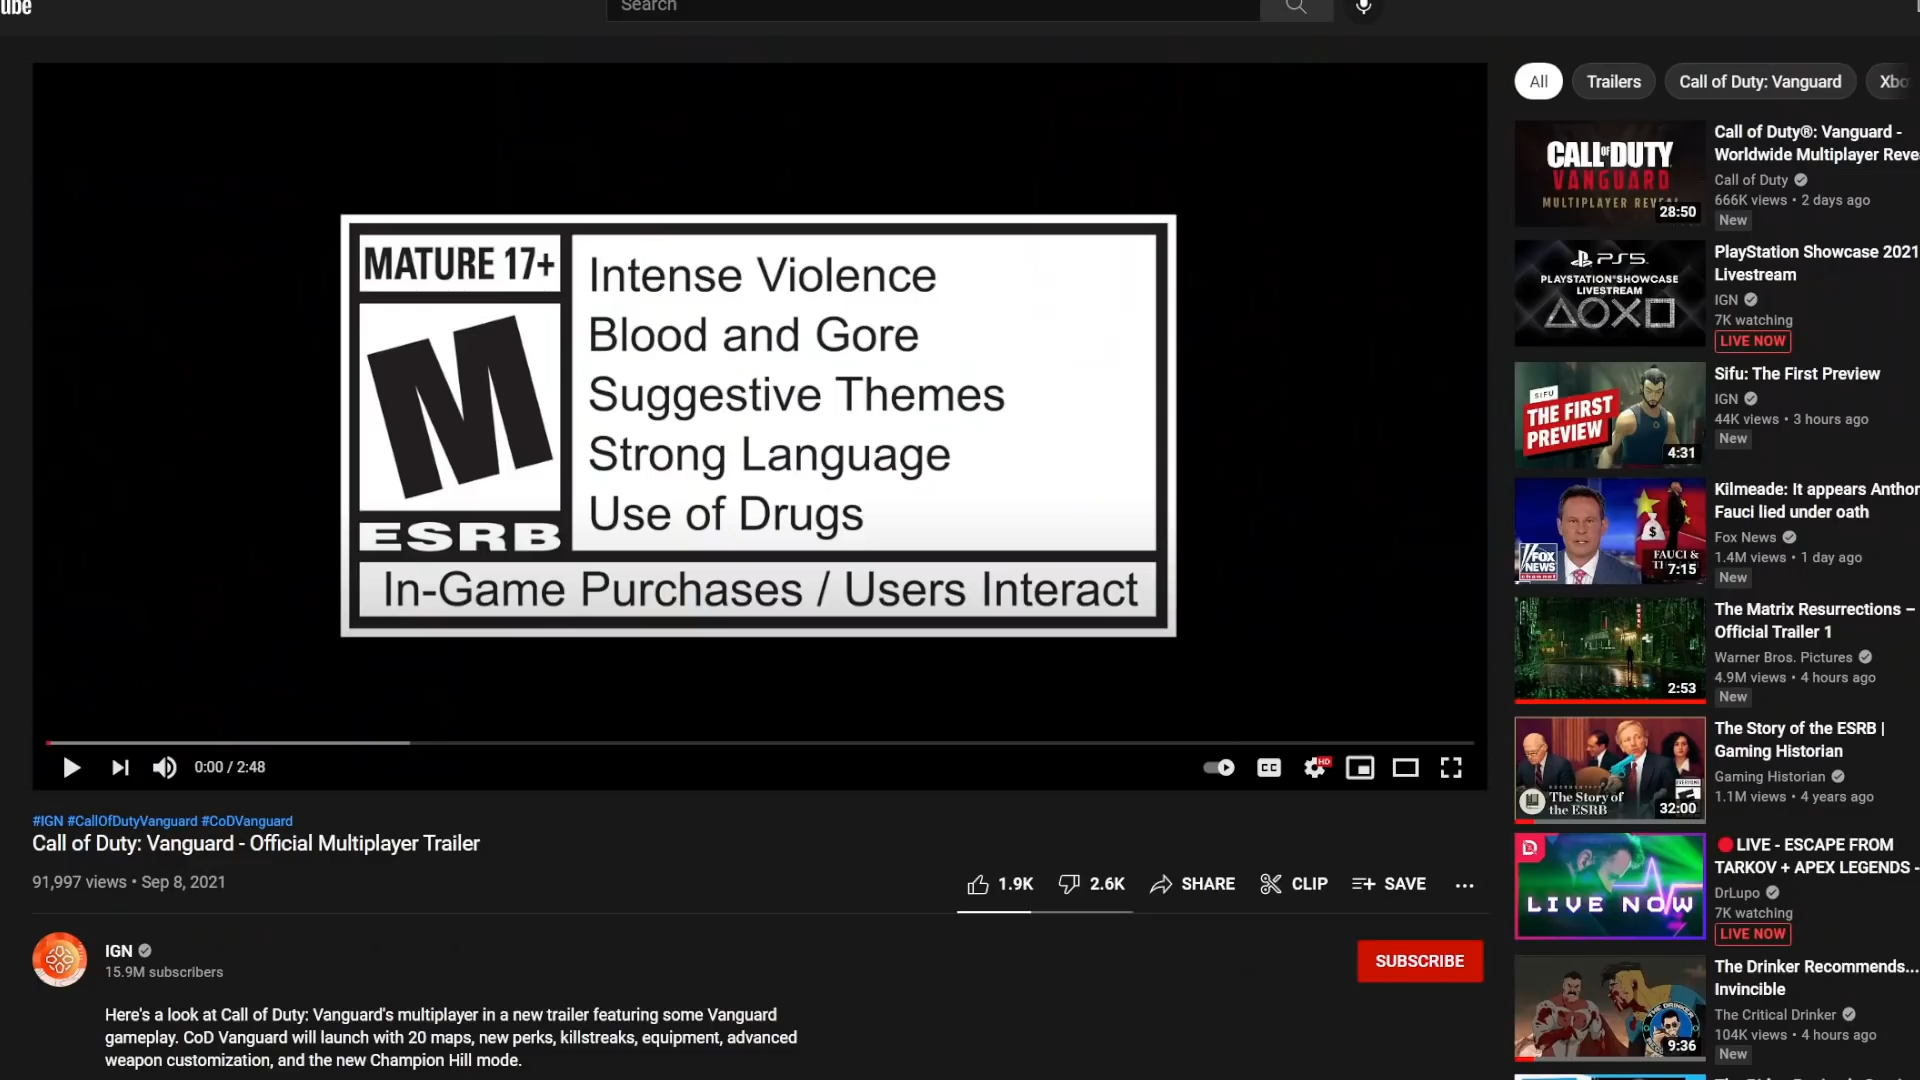 ube
Search
MATURE 17+
M
ESRB
Intense Violence
Blood and Gore
Suggestive Themes
Strong Language
Use of Drugs
In-Game Purchases / Users Interact
0:00 / 2:48
CC
HD
#IGN #CallOfDutyVanguard #CoDVanguard
Call of Duty: Vanguard - Official Multiplayer Trailer
91,997 views • Sep 8, 2021
1.9K
2.6K
SHARE
CLIP
SAVE
IGN
15.9M subscribers
SUBSCRIBE
Here's a look at Call of Duty: Vanguard's multiplayer in a new trailer featuring some Vanguard
gameplay. CoD Vanguard will launch with 20 maps, new perks, killstreaks, equipment, advanced
weapon customization, and the new Champion Hill mode.
All
Trailers
Call of Duty: Vanguard
Xbo
CALL OF DUTY
VANGUARD
MULTIPLAYER REVE
28:50
Call of Duty®: Vanguard -
Worldwide Multiplayer Reve
Call of Duty
666K views • 2 days ago
New
PS5
PLAYSTATION®SHOWCASE
LIVESTREAM
PlayStation Showcase 2021
Livestream
IGN
7K watching
LIVE NOW
SIFU
THE FIRST
PREVIEW
4:31
Sifu: The First Preview
IGN
44K views • 3 hours ago
New
FOX
NEWS
channel
FAUCI &
7:15
Kilmeade: It appears Anthon
Fauci lied under oath
Fox News
1.4M views • 1 day ago
New
2:53
The Matrix Resurrections –
Official Trailer 1
Warner Bros. Pictures
4.9M views • 4 hours ago
New
The Story of
the ESRB
32:00
The Story of the ESRB |
Gaming Historian
Gaming Historian
1.1M views • 4 years ago
LIVE NOW
LIVE - ESCAPE FROM
TARKOV + APEX LEGENDS -
DrLupo
7K watching
LIVE NOW
9:36
The Drinker Recommends...
Invincible
The Critical Drinker
104K views • 4 hours ago
New